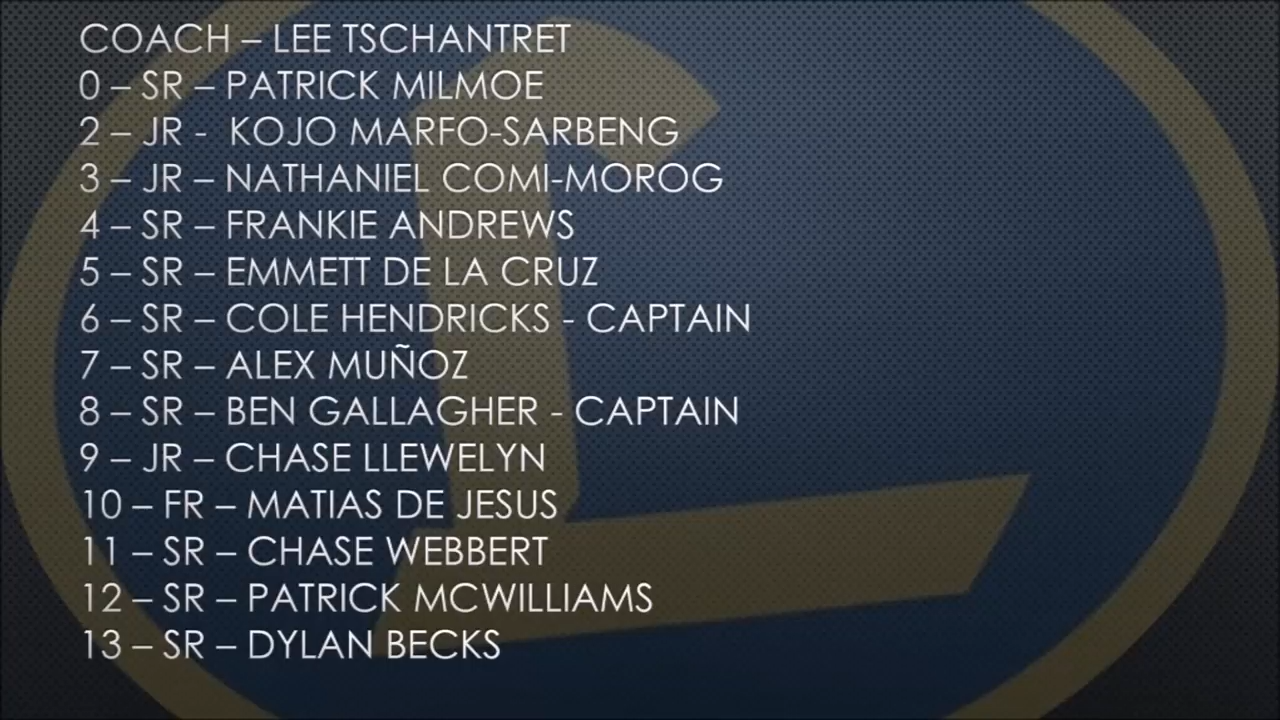 COACH – LEE TSCHANTRET
0 – SR – PATRICK MILMOE
2 – JR -  KOJO MARFO-SARBENG
3 – JR – NATHANIEL COMI-MOROG
4 – SR – FRANKIE ANDREWS
5 – SR – EMMETT DE LA CRUZ
6 – SR – COLE HENDRICKS - CAPTAIN
7 – SR – ALEX MUÑOZ
8 – SR – BEN GALLAGHER - CAPTAIN
9 – JR – CHASE LLEWELYN
10 – FR – MATIAS DE JESUS
11 – SR – CHASE WEBBERT
12 – SR – PATRICK MCWILLIAMS
13 – SR – DYLAN BECKS